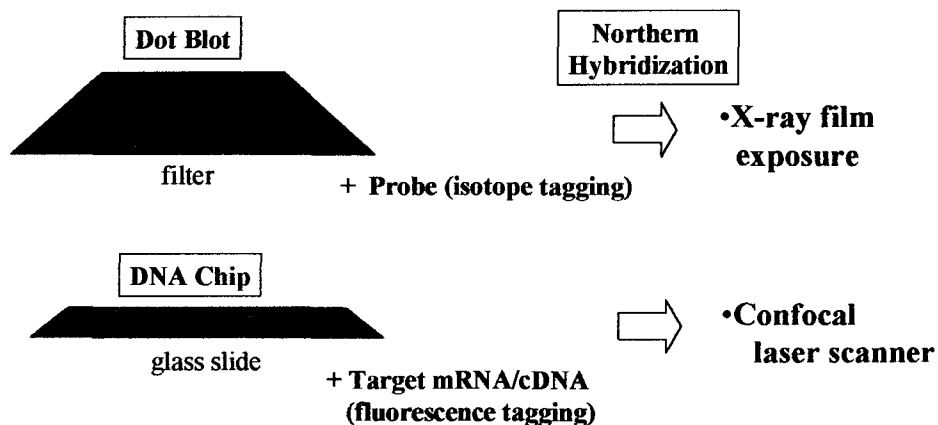 Dot Blot
Northern
Hybridization
•X-ray film
exposure
filter
+ Probe (isotope tagging)
DNA Chip
•Confocal
laser scanner
glass slide
+ Target mRNA/cDNA
(fluorescence tagging)